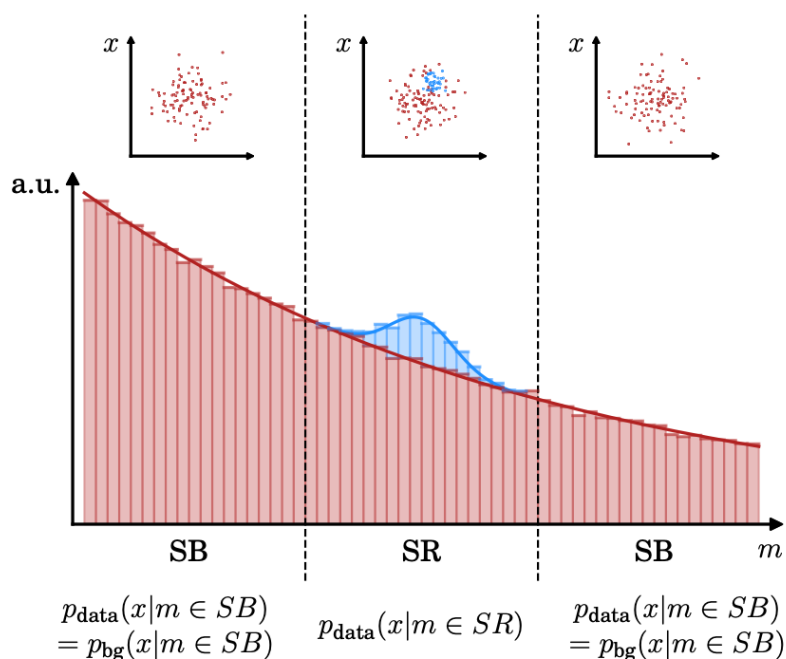 x
x
x
a.u.
SB
SR
SB
m
p_data(x|m ∈ SB)
= p_bg(x|m ∈ SB)
p_data(x|m ∈ SR)
p_data(x|m ∈ SB)
= p_bg(x|m ∈ SB)